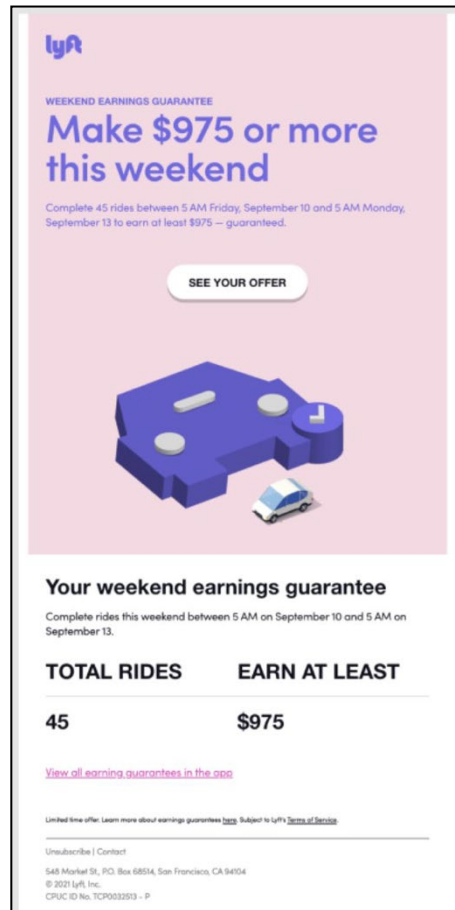 lyft
WEEKEND EARNINGS GUARANTEE
Make $975 or more
this weekend
Complete 45 rides between 5 AM Friday, September 10 and 5 AM Monday,
September 13 to earn at least $975 — guaranteed.
SEE YOUR OFFER
Your weekend earnings guarantee
Complete rides this weekend between 5 AM on September 10 and 5 AM on
September 13.
TOTAL RIDES EARN AT LEAST
45 $975
View all earning guarantees in the app
Limited time offer. Learn more about earnings guarantees here. Subject to Lyft's Terms of Service.
Unsubscribe | Contact
548 Market St., P.O. Box 68514, San Francisco, CA 94104
© 2021 Lyft, Inc.
CPUC ID No. TCP0032513 - P